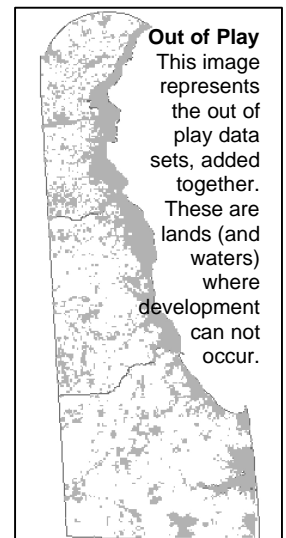 Out of Play
This image
represents
the out of
play data
sets, added
together.
These are
lands (and
waters)
where
development
can not
occur.